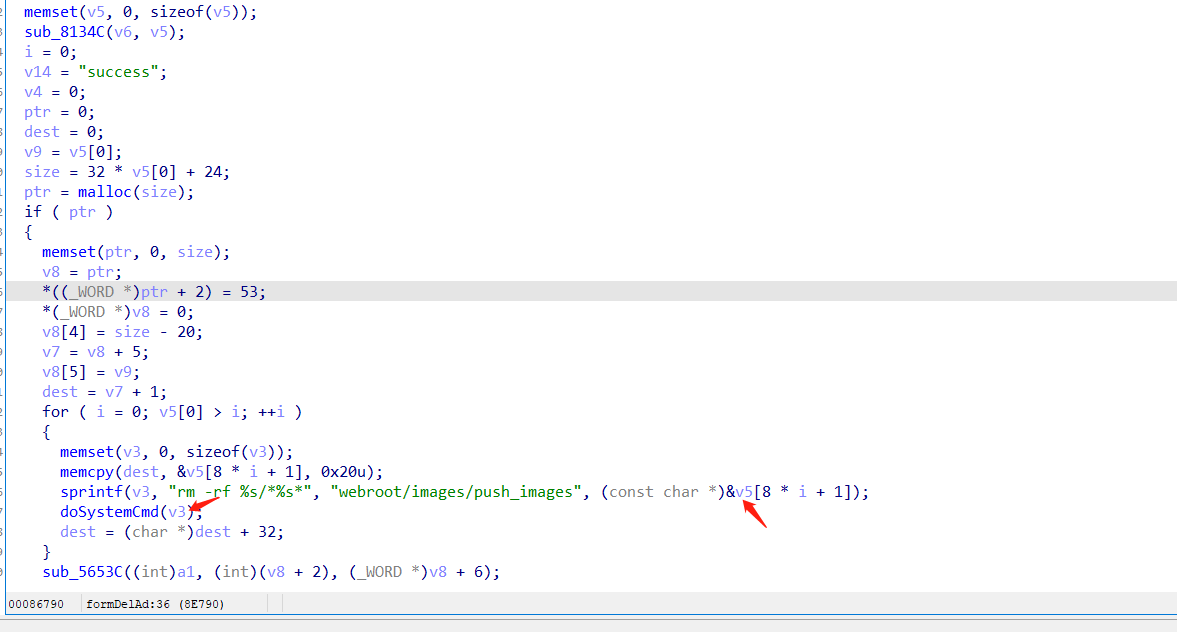 memset(v5, 0, sizeof(v5));
sub_8134C(v6, v5);
i = 0;
v14 = "success";
v4 = 0;
ptr = 0;
dest = 0;
v9 = v5[0];
size = 32 * v5[0] + 24;
ptr = malloc(size);
if ( ptr )
{
memset(ptr, 0, size);
v8 = ptr;
*((_WORD *)ptr + 2) = 53;
*(_WORD *)v8 = 0;
v8[4] = size - 20;
v7 = v8 + 5;
v8[5] = v9;
dest = v7 + 1;
for ( i = 0; v5[0] > i; ++i )
{
memset(v3, 0, sizeof(v3));
memcpy(dest, &v5[8 * i + 1], 0x20u);
sprintf(v3, "rm -rf %s/*%s*", "webroot/images/push_images", (const char *)&v5[8 * i + 1]);
doSystemCmd(v3);
dest = (char *)dest + 32;
}
sub_5653C((int)a1, (int)(v8 + 2), (_WORD *)v8 + 6);
00086790 formDelAd:36 (8E790)